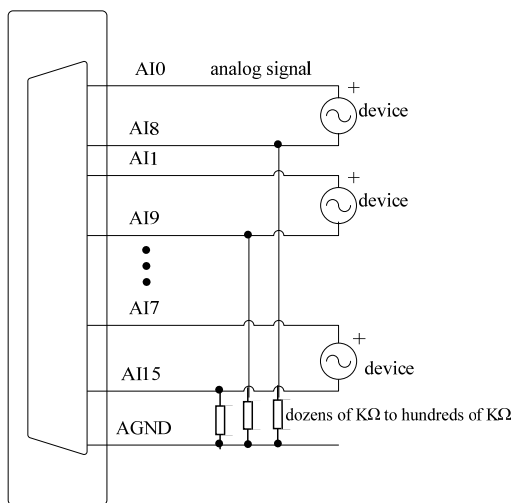 AI0 analog signal
+
device
AI8
AI1
+
device
AI9
AI7
+
device
AI15
dozens of KΩ to hundreds of KΩ
AGND